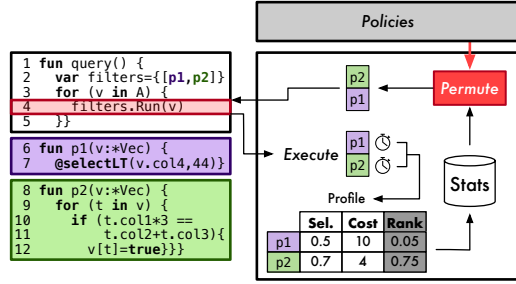 Policies
1 fun query() {
2   var filters={[p1,p2]}
3   for (v in A) {
4     filters.Run(v)
5   }}
6 fun p1(v:*Vec) {
7   @selectLT(v.col4,44)}
8 fun p2(v:*Vec) {
9   for (t in v) {
10     if (t.col1*3 ==
11         t.col2+t.col3){
12       v[t]=true}}}
p2
p1
Permute
Execute
p1
p2
Profile
Stats
Sel. Cost Rank
p1 0.5 10 0.05
p2 0.7 4 0.75